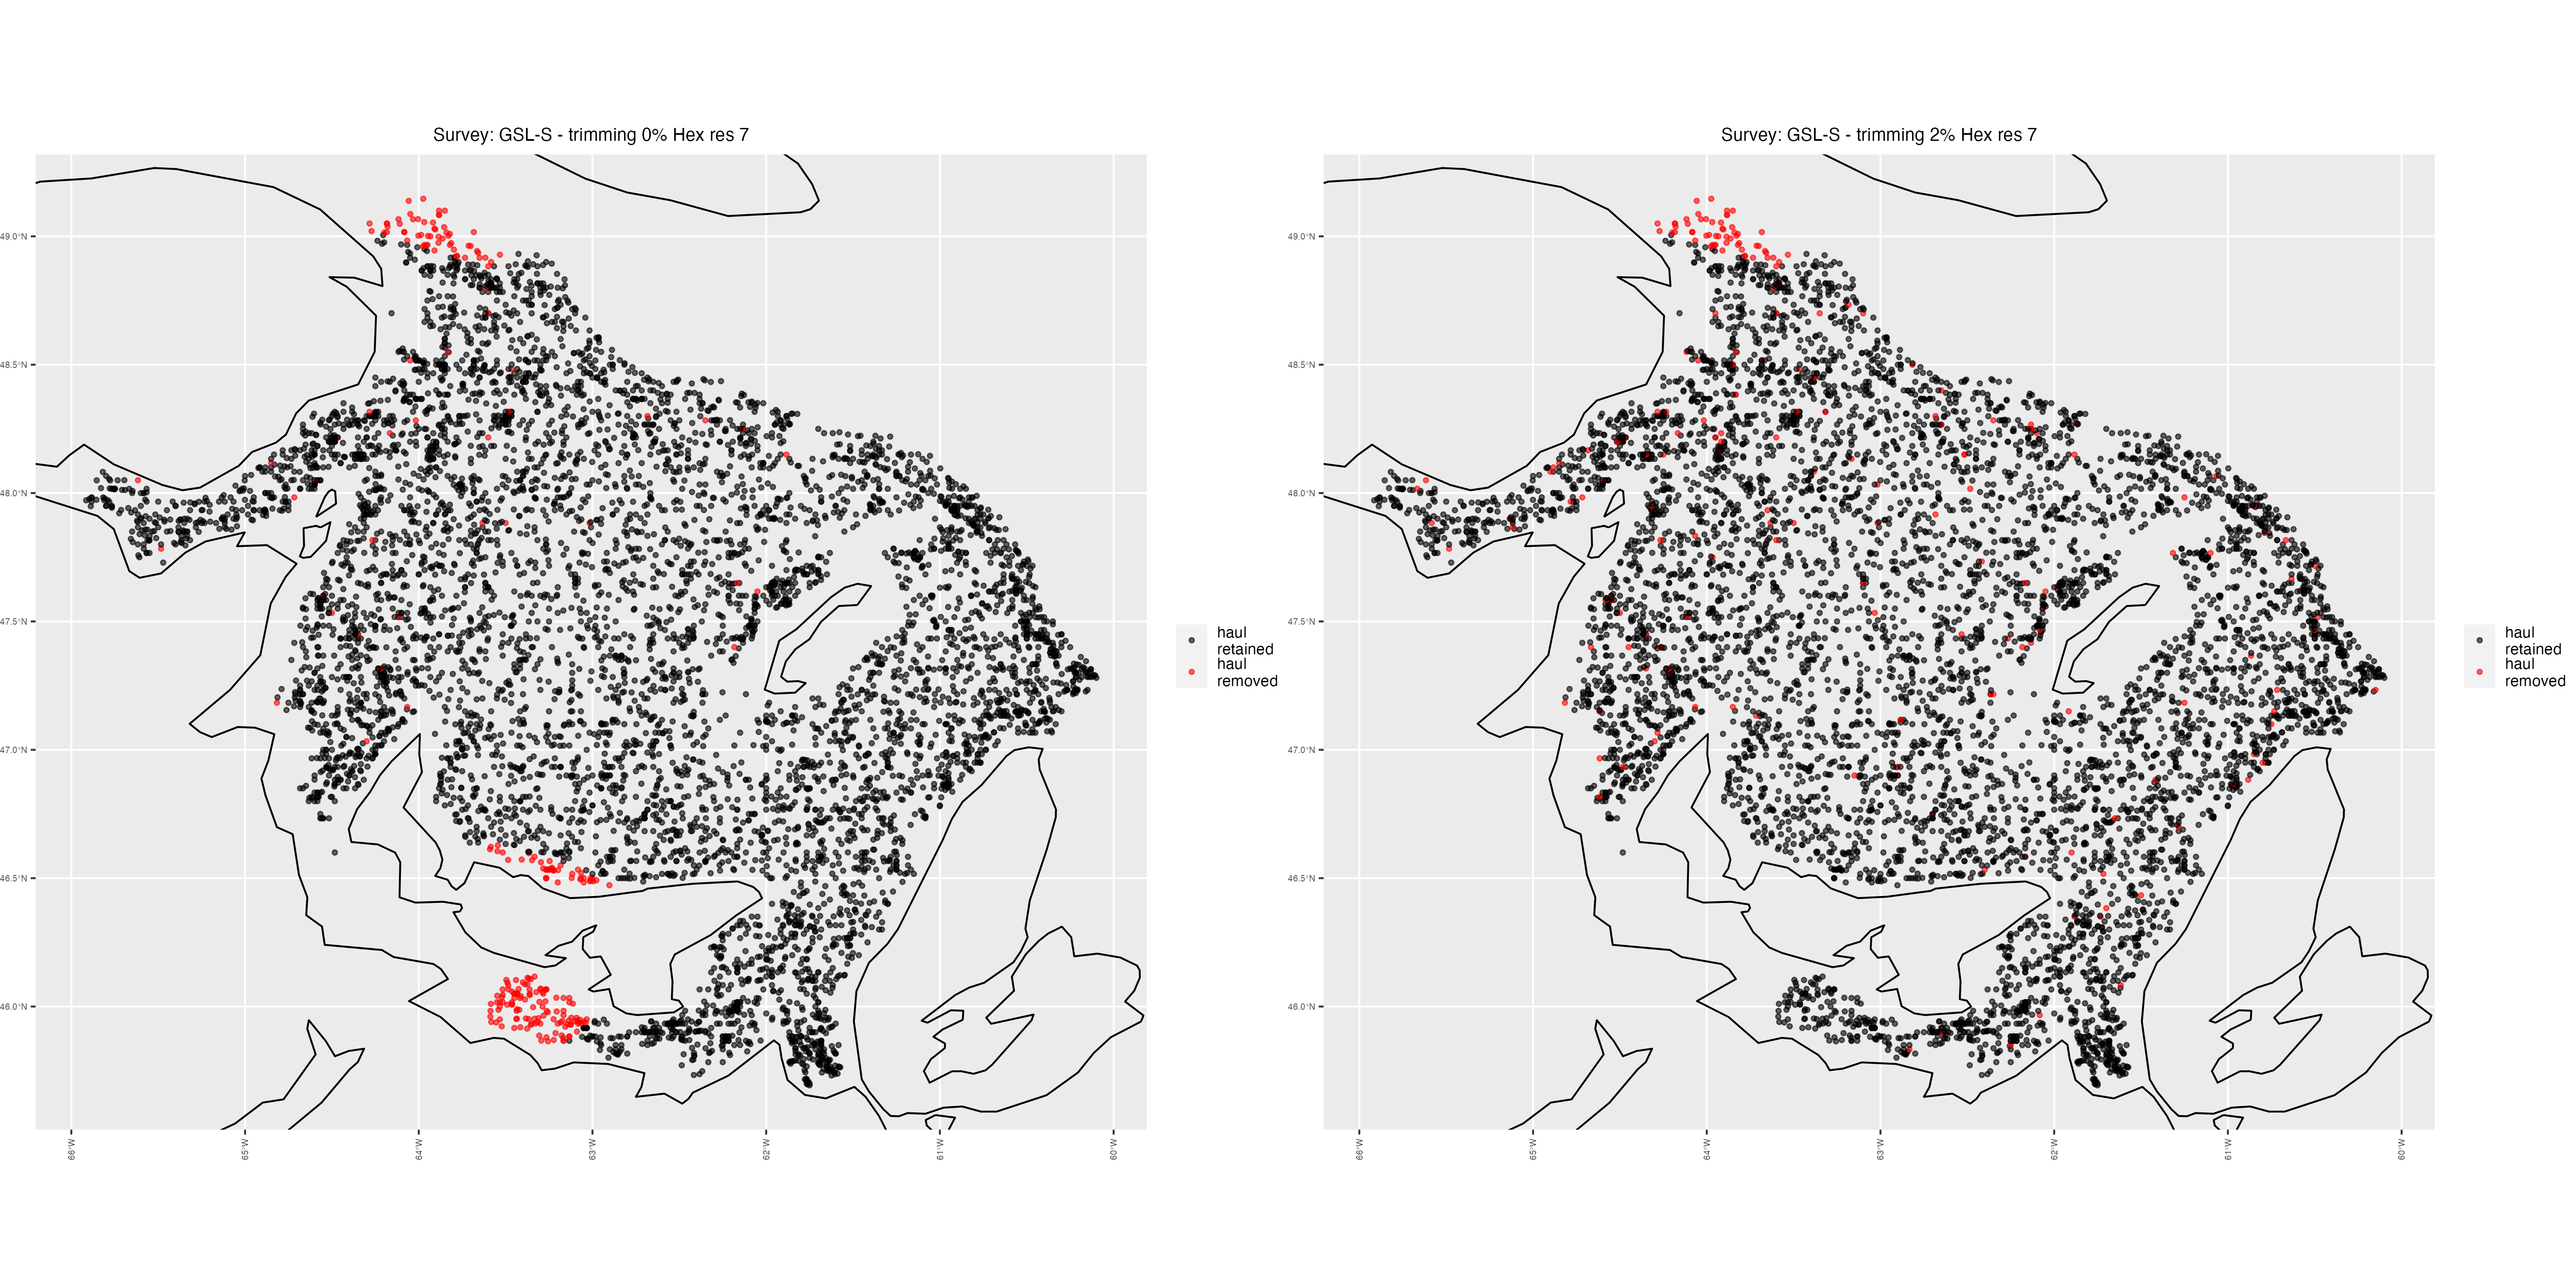 Survey: GSL-S - trimming 0% Hex res 7
49.0°N
48.5°N
48.0°N
47.5°N
47.0°N
46.5°N
46.0°N
66°W
65°W
64°W
63°W
62°W
61°W
60°W
haul
retained
haul
removed
Survey: GSL-S - trimming 2% Hex res 7
49.0°N
48.5°N
48.0°N
47.5°N
47.0°N
46.5°N
46.0°N
66°W
65°W
64°W
63°W
62°W
61°W
60°W
haul
retained
haul
removed